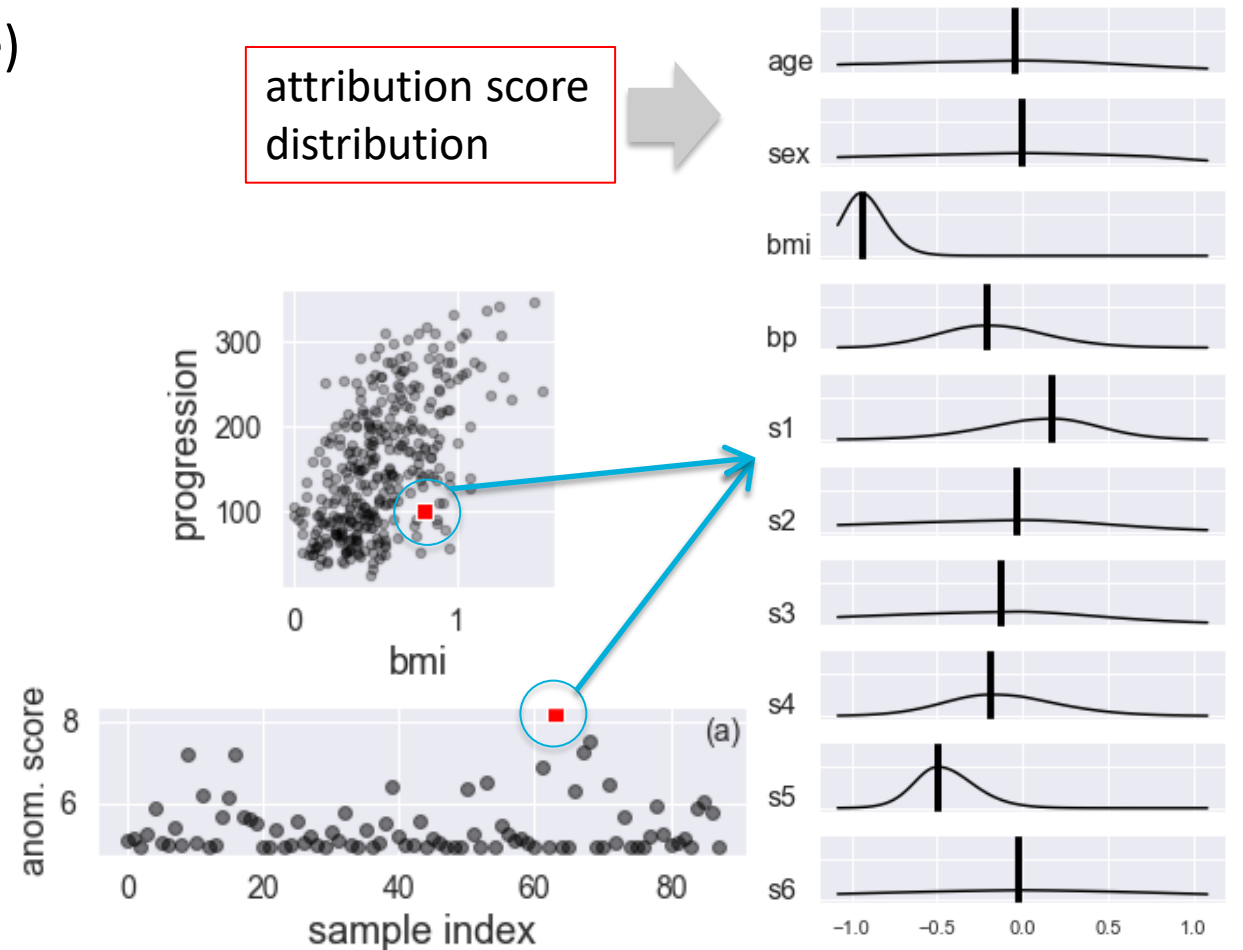 attribution score
distribution
age
sex
bmi
bp
s1
s2
s3
s4
s5
s6
−1.0 −0.5 0.0 0.5 1.0
progression
300
200
100
0 1
bmi
anom. score
8
6
(a)
0 20 40 60 80
sample index